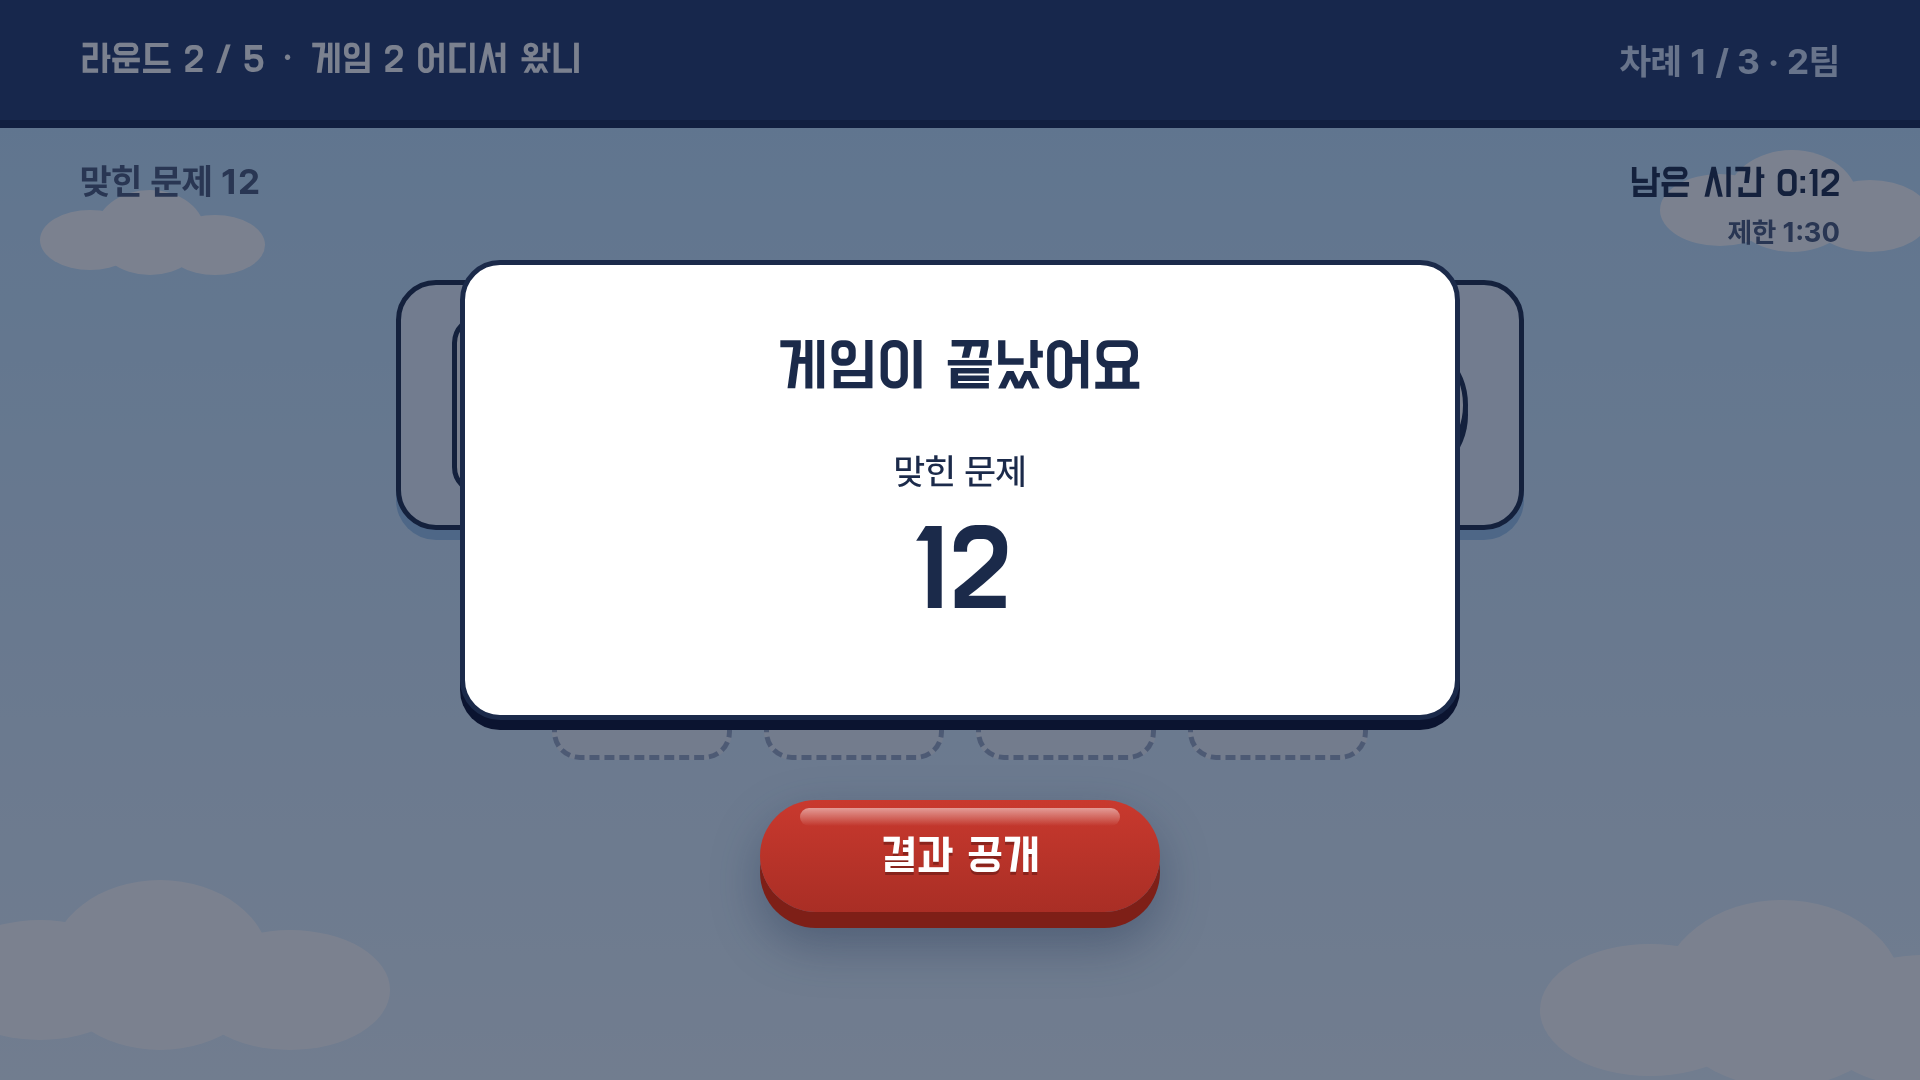 라운드 2 / 5 · 게임 2 어디서 왔니
차례 1 / 3 · 2팀
맞힌 문제 12
남은 시간 0:12
제한 1:30
게임이 끝났어요
맞힌 문제
12
결과 공개